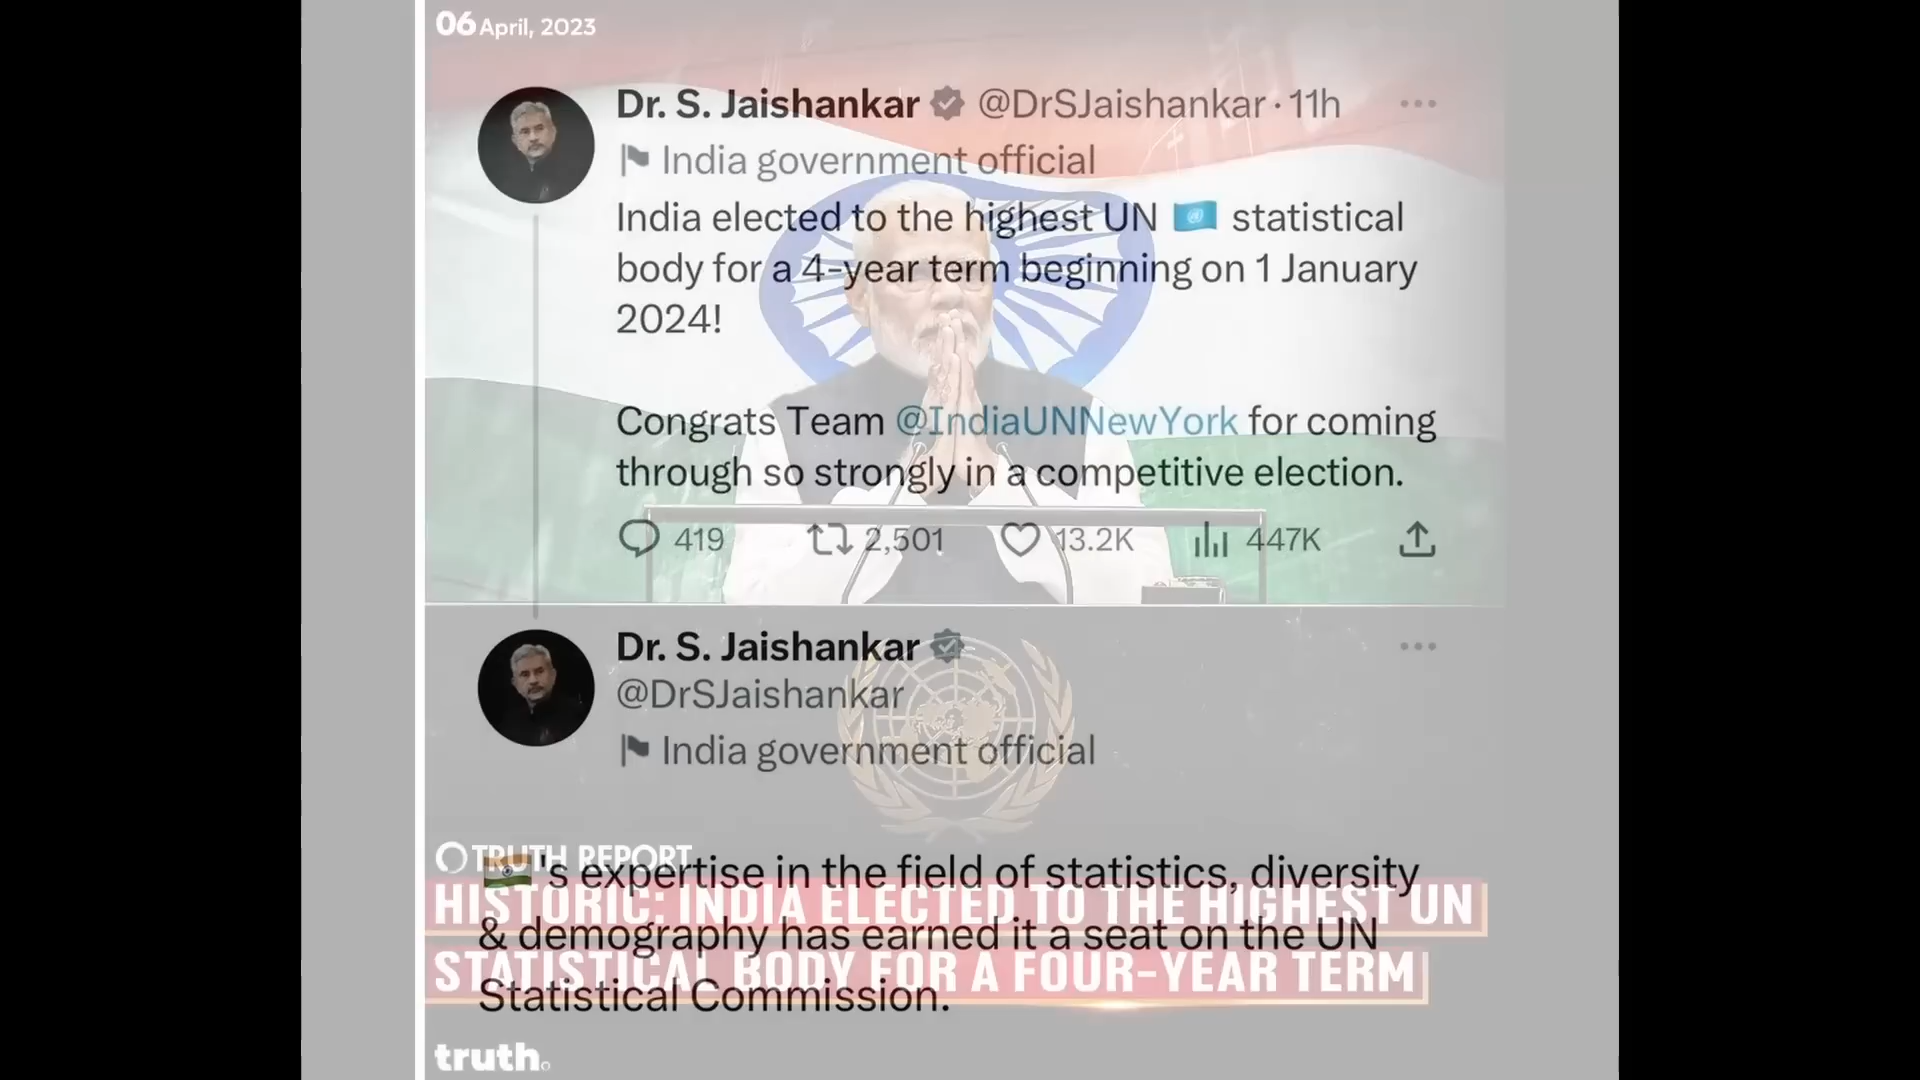 06 April, 2023
Dr. S. Jaishankar @DrSJaishankar · 11h
India government official
India elected to the highest UN 🇺🇳 statistical
body for a 4-year term beginning on 1 January
2024!
Congrats Team @IndiaUNNewYork for coming
through so strongly in a competitive election.
419 2,501 13.2K 447K
Dr. S. Jaishankar
@DrSJaishankar
India government official
TRUTH REPORT
🇮🇳's expertise in the field of statistics, diversity
HISTORIC: INDIA ELECTED TO THE HIGHEST UN
& demography has earned it a seat on the UN
STATISTICAL BODY FOR A FOUR-YEAR TERM
Statistical Commission.
truth.